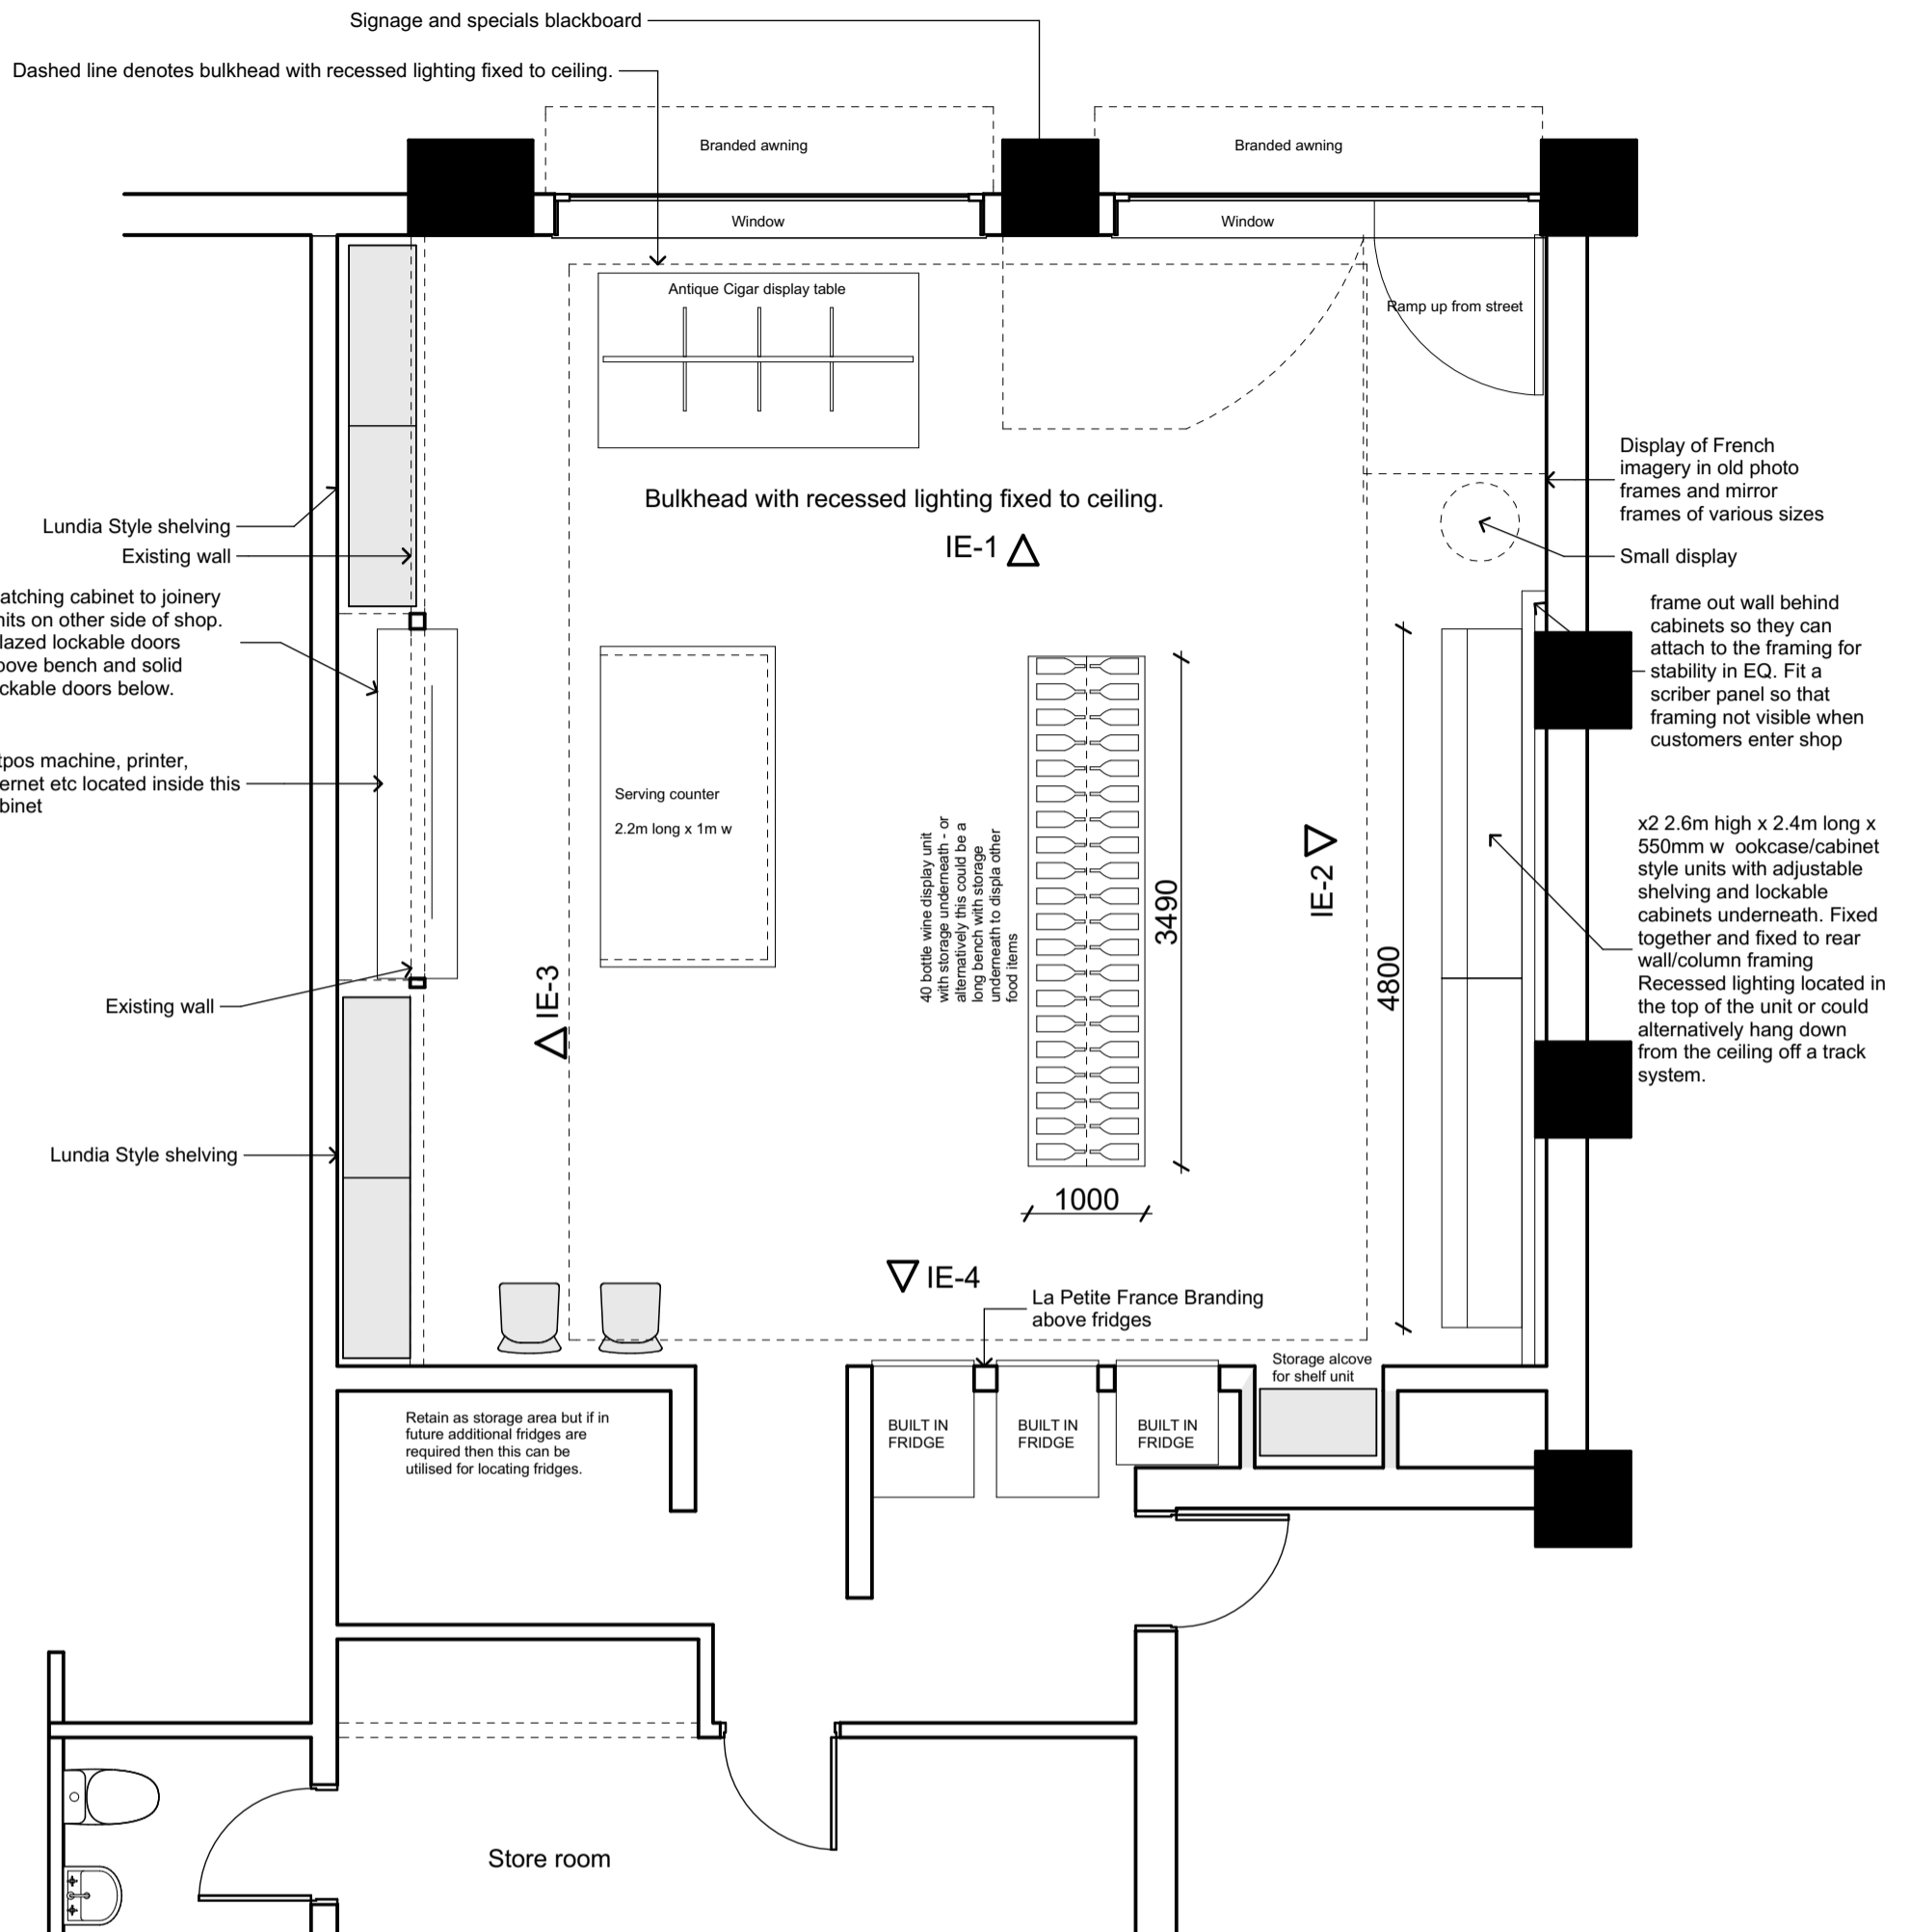 Signage and specials blackboard
Dashed line denotes bulkhead with recessed lighting fixed to ceiling.
Branded awning
Branded awning
Window
Window
Antique Cigar display table
Ramp up from street
Bulkhead with recessed lighting fixed to ceiling.
IE-1
Lundia Style shelving
Existing wall
atching cabinet to joinery
nits on other side of shop.
lazed lockable doors
bove bench and solid
ckable doors below.
tpos machine, printer,
ernet etc located inside this
binet
Existing wall
Lundia Style shelving
Display of French
imagery in old photo
frames and mirror
frames of various sizes
Small display
frame out wall behind
cabinets so they can
attach to the framing for
stability in EQ. Fit a
scriber panel so that
framing not visible when
customers enter shop
x2 2.6m high x 2.4m long x
550mm w ookcase/cabinet
style units with adjustable
shelving and lockable
cabinets underneath. Fixed
together and fixed to rear
wall/column framing
Recessed lighting located in
the top of the unit or could
alternatively hang down
from the ceiling off a track
system.
Serving counter
2.2m long x 1m w
40 bottle wine display unit
with storage underneath - or
alternatively this could be a
long bench with storage
underneath to displa other
food items
3490
1000
4800
IE-2
IE-3
IE-4
La Petite France Branding
above fridges
Storage alcove
for shelf unit
BUILT IN
FRIDGE
BUILT IN
FRIDGE
BUILT IN
FRIDGE
Retain as storage area but if in
future additional fridges are
required then this can be
utilised for locating fridges.
Store room